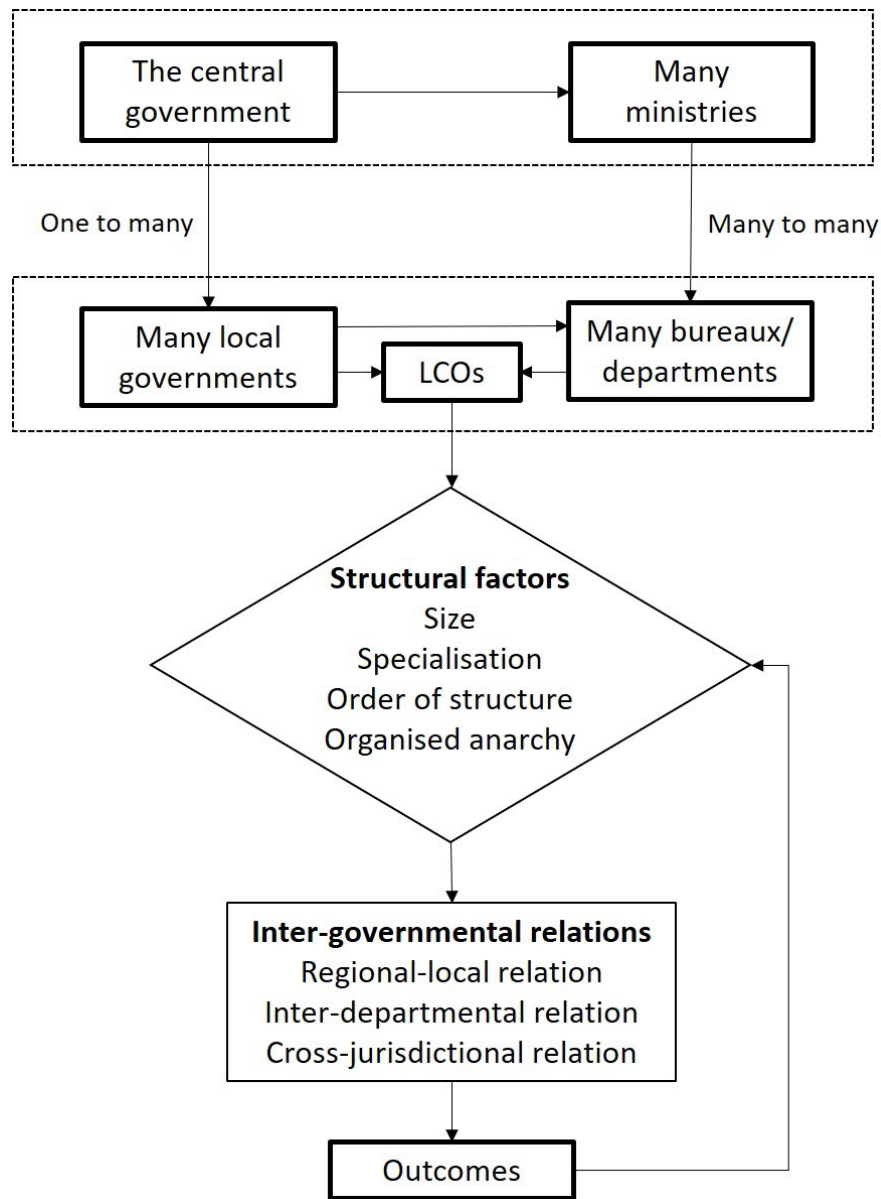 The central
government
Many
ministries
One to many
Many to many
Many local
governments
LCOs
Many bureaux/
departments
Structural factors
Size
Specialisation
Order of structure
Organised anarchy
Inter-governmental relations
Regional-local relation
Inter-departmental relation
Cross-jurisdictional relation
Outcomes